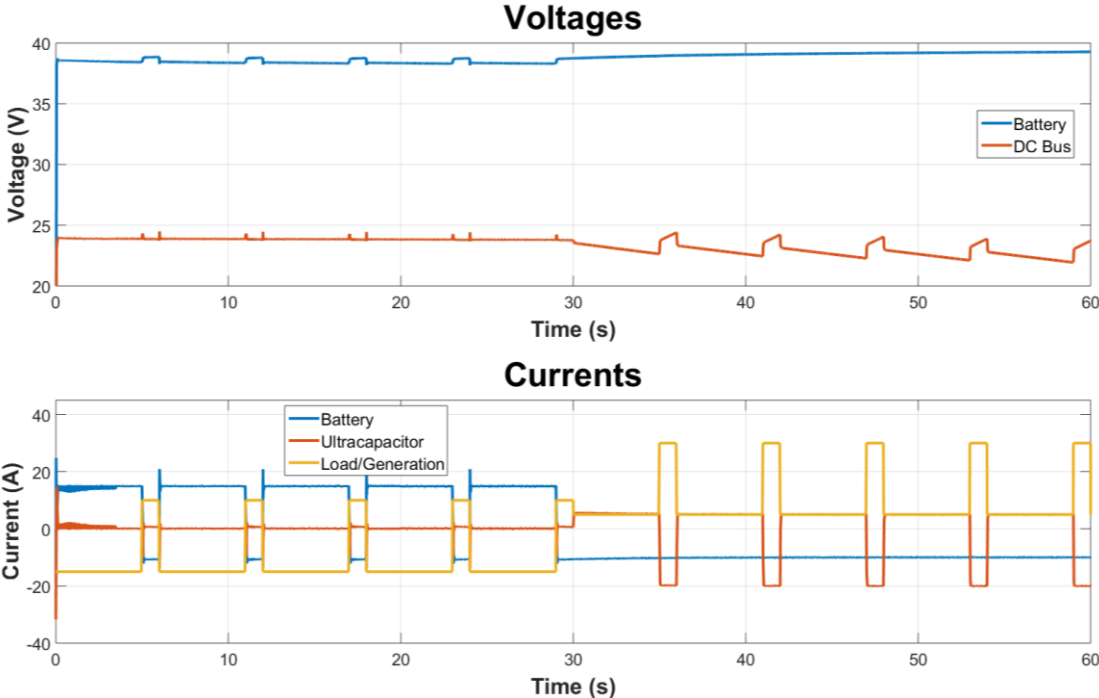 Voltages
Voltage (V)
40
35
30
25
20
Battery
DC Bus
0 10 20 30 40 50 60
Time (s)
Currents
Current (A)
40
20
0
-20
-40
Battery
Ultracapacitor
Load/Generation
0 10 20 30 40 50 60
Time (s)